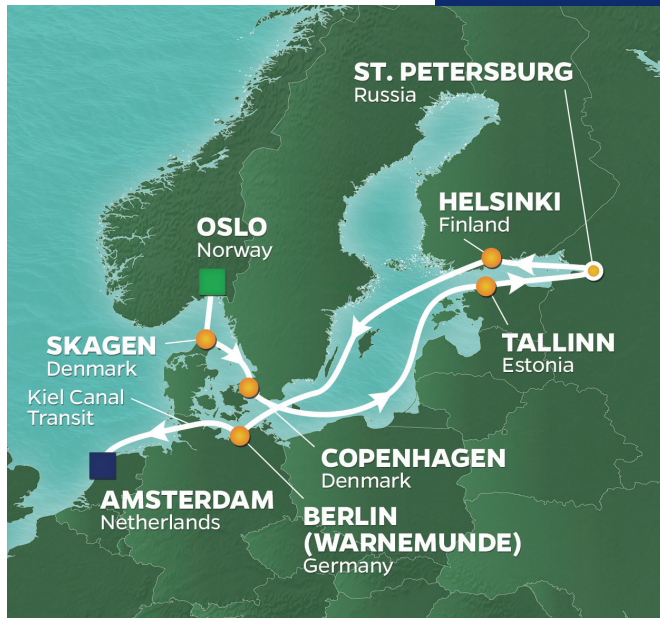 ST. PETERSBURG
Russia
HELSINKI
Finland
OSLO
Norway
TALLINN
Estonia
SKAGEN
Denmark
Kiel Canal
Transit
COPENHAGEN
Denmark
AMSTERDAM
Netherlands
BERLIN
(WARNEMUNDE)
Germany